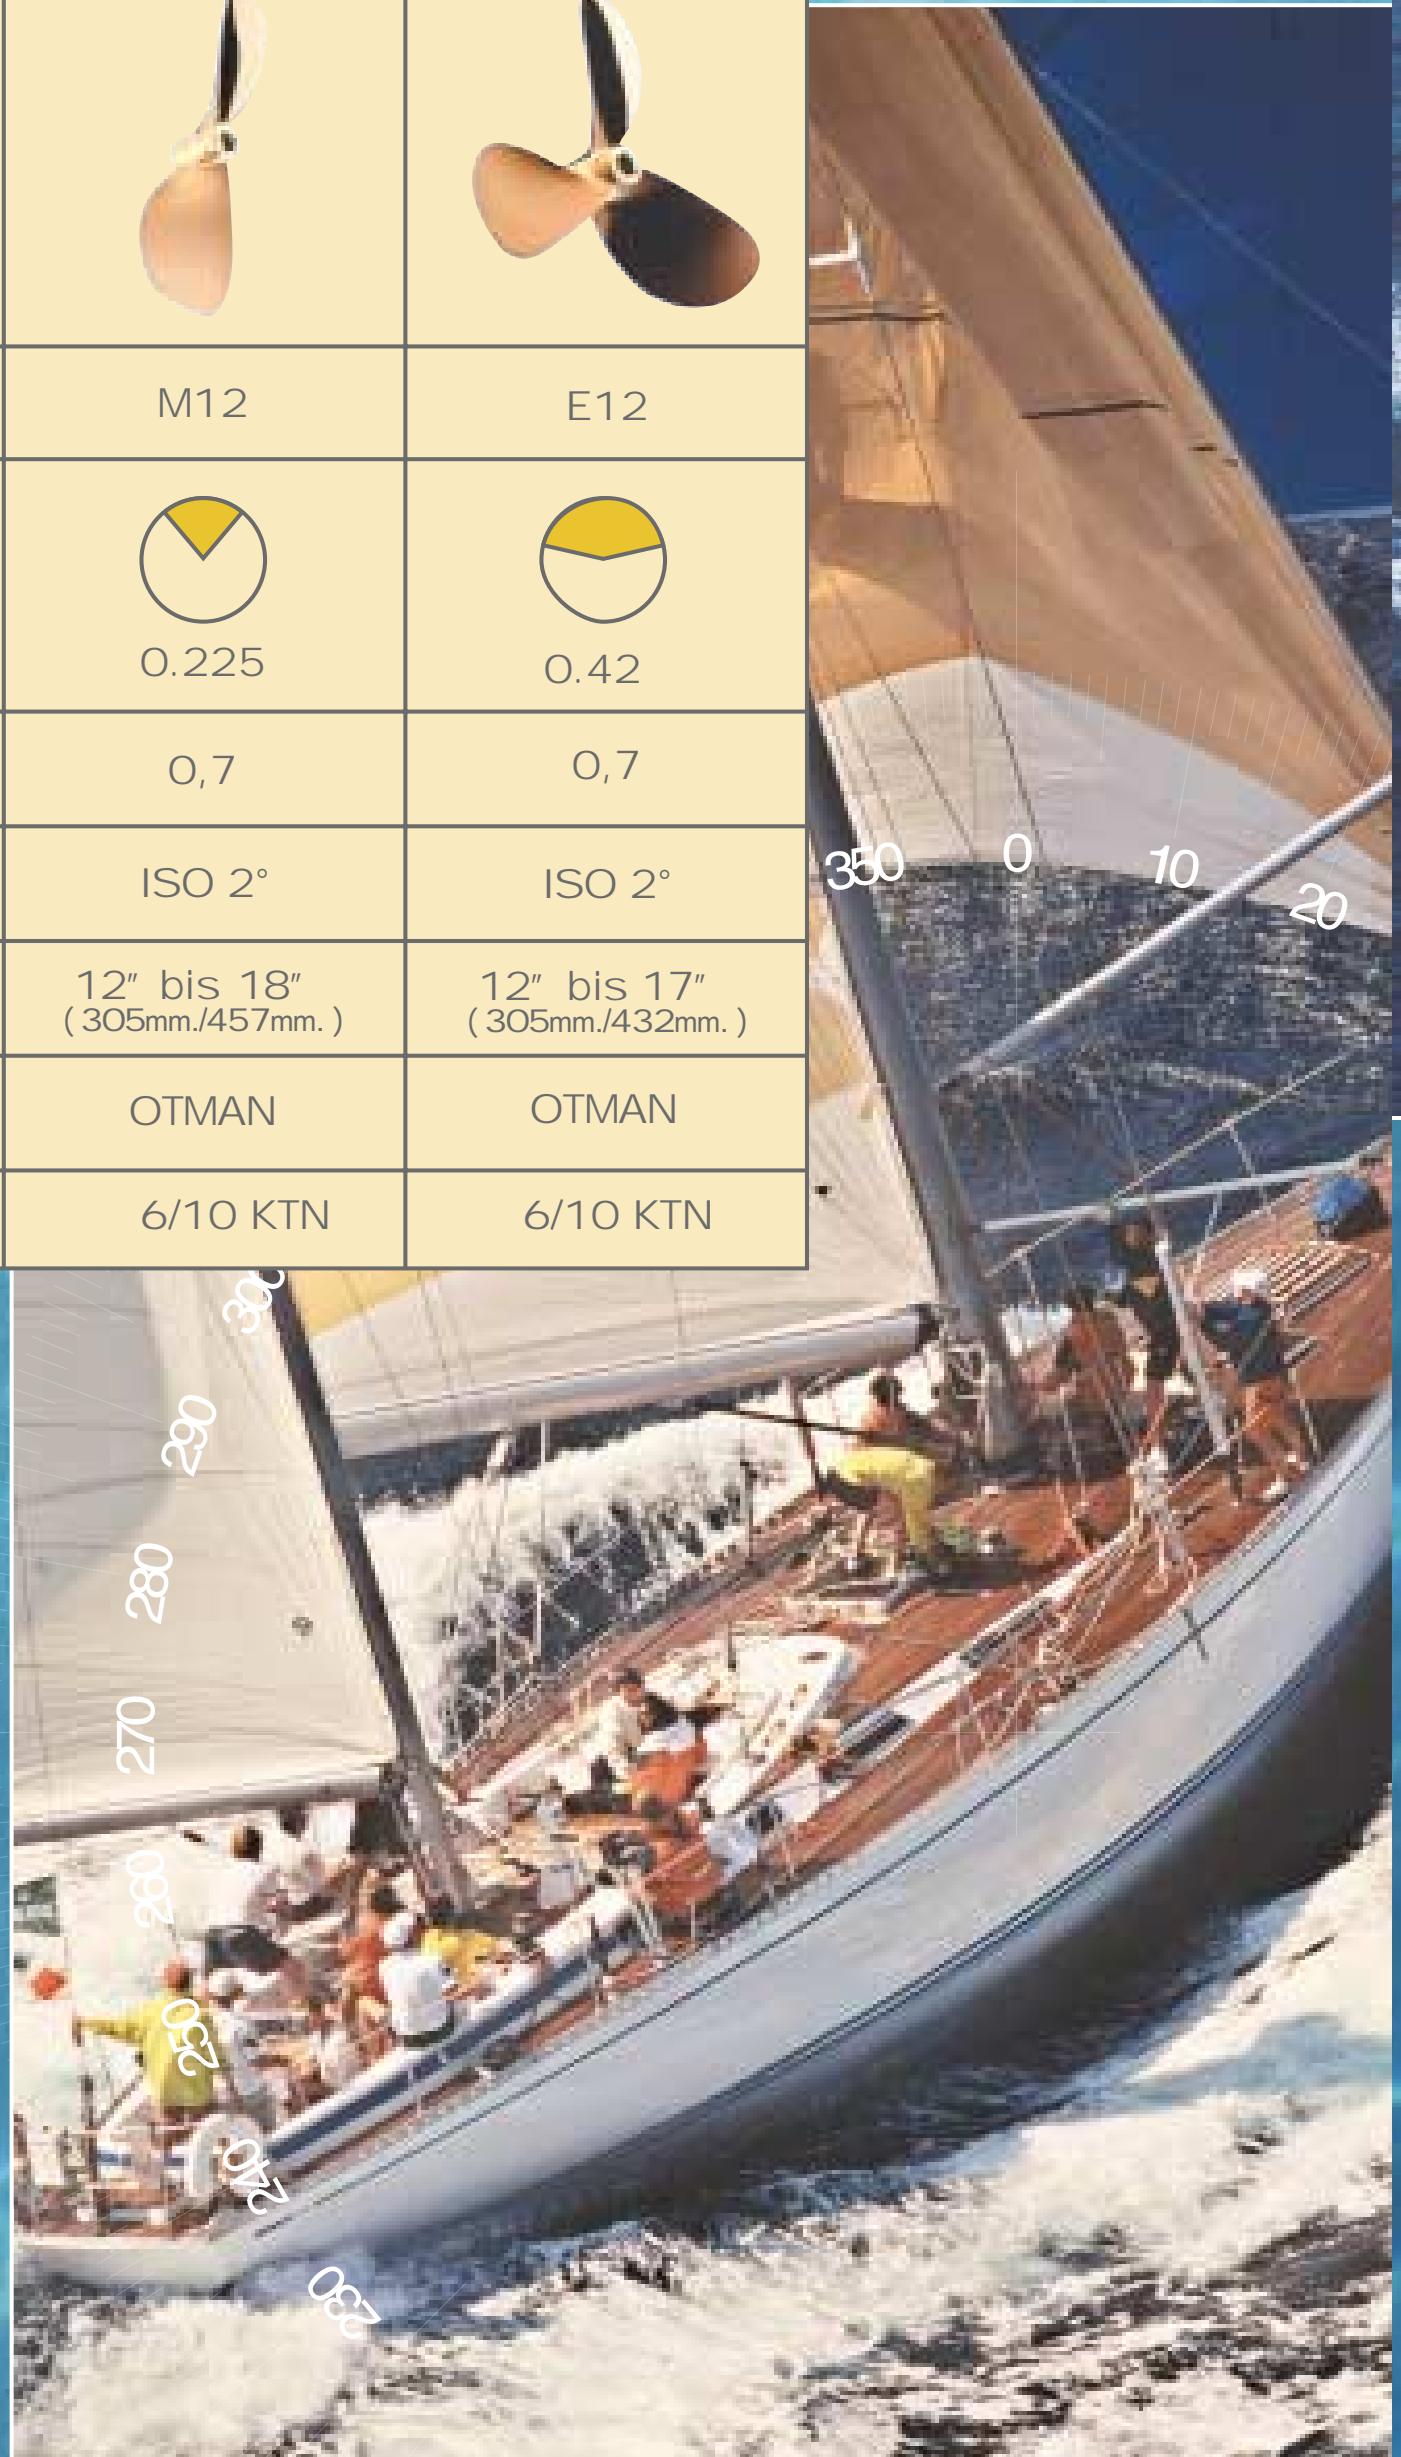 M12 E12
0.225 0.42
0,7 0,7
ISO 2° ISO 2°
12" bis 18" 12" bis 17"
(305mm./457mm.) (305mm./432mm.)
OTMAN OTMAN
6/10 KTN 6/10 KTN
350 0 10 20
300
290
280
270
260
250
240
230